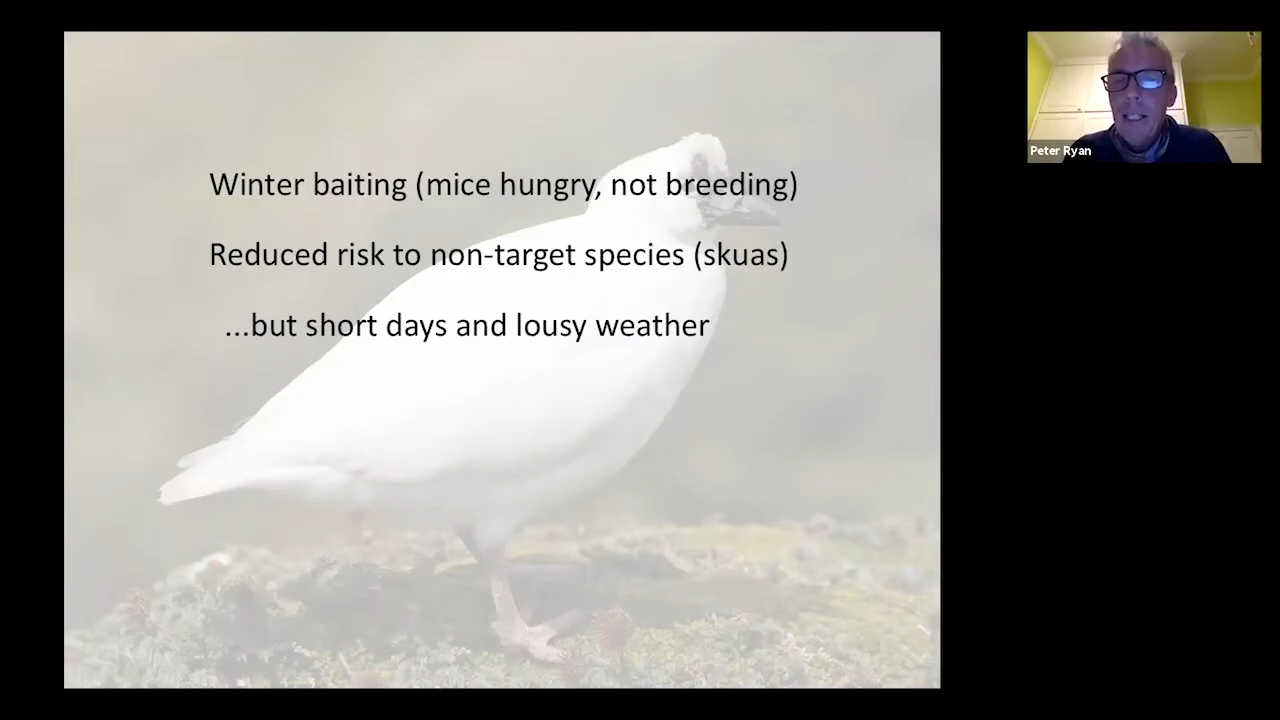 Winter baiting (mice hungry, not breeding)
Reduced risk to non-target species (skuas)
...but short days and lousy weather
Peter Ryan